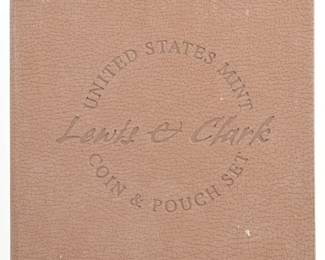 UNITED STATES MINT
Lewis & Clark
COIN & POUCH SET